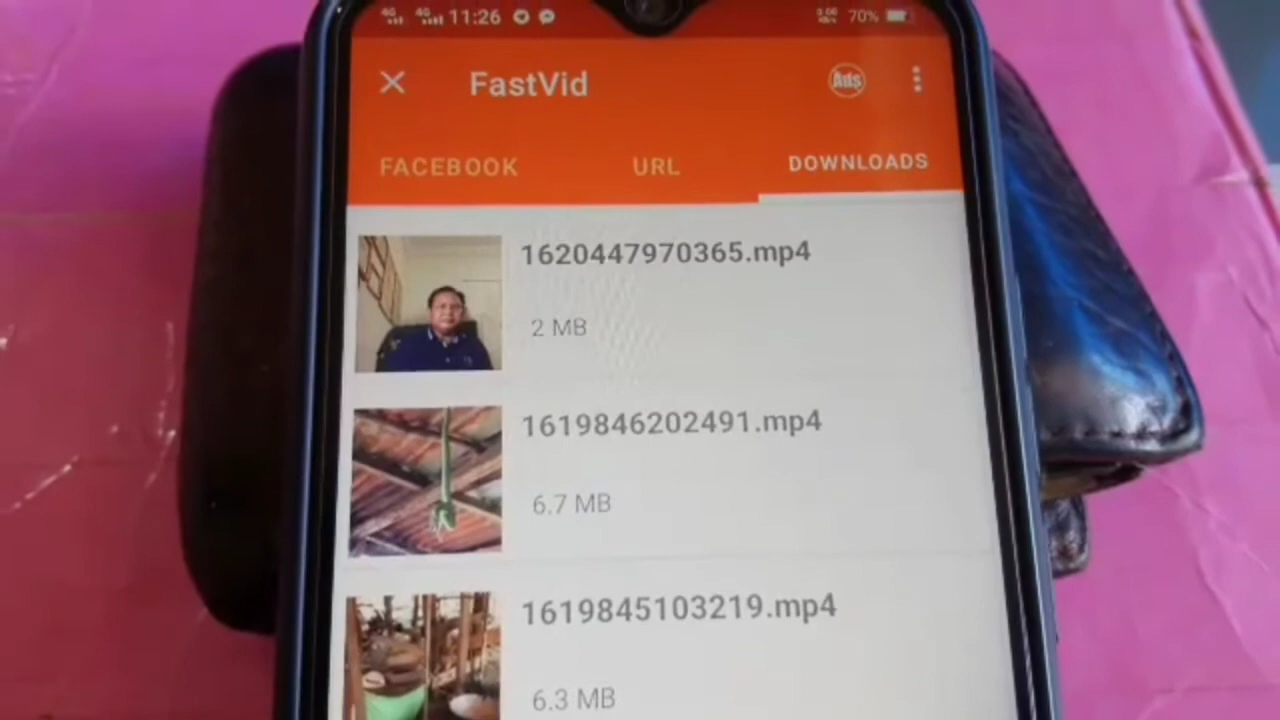 4G 4G 11:26 70%
FastVid Ads
FACEBOOK URL DOWNLOADS
1620447970365.mp4
2 MB
1619846202491.mp4
6.7 MB
1619845103219.mp4
6.3 MB